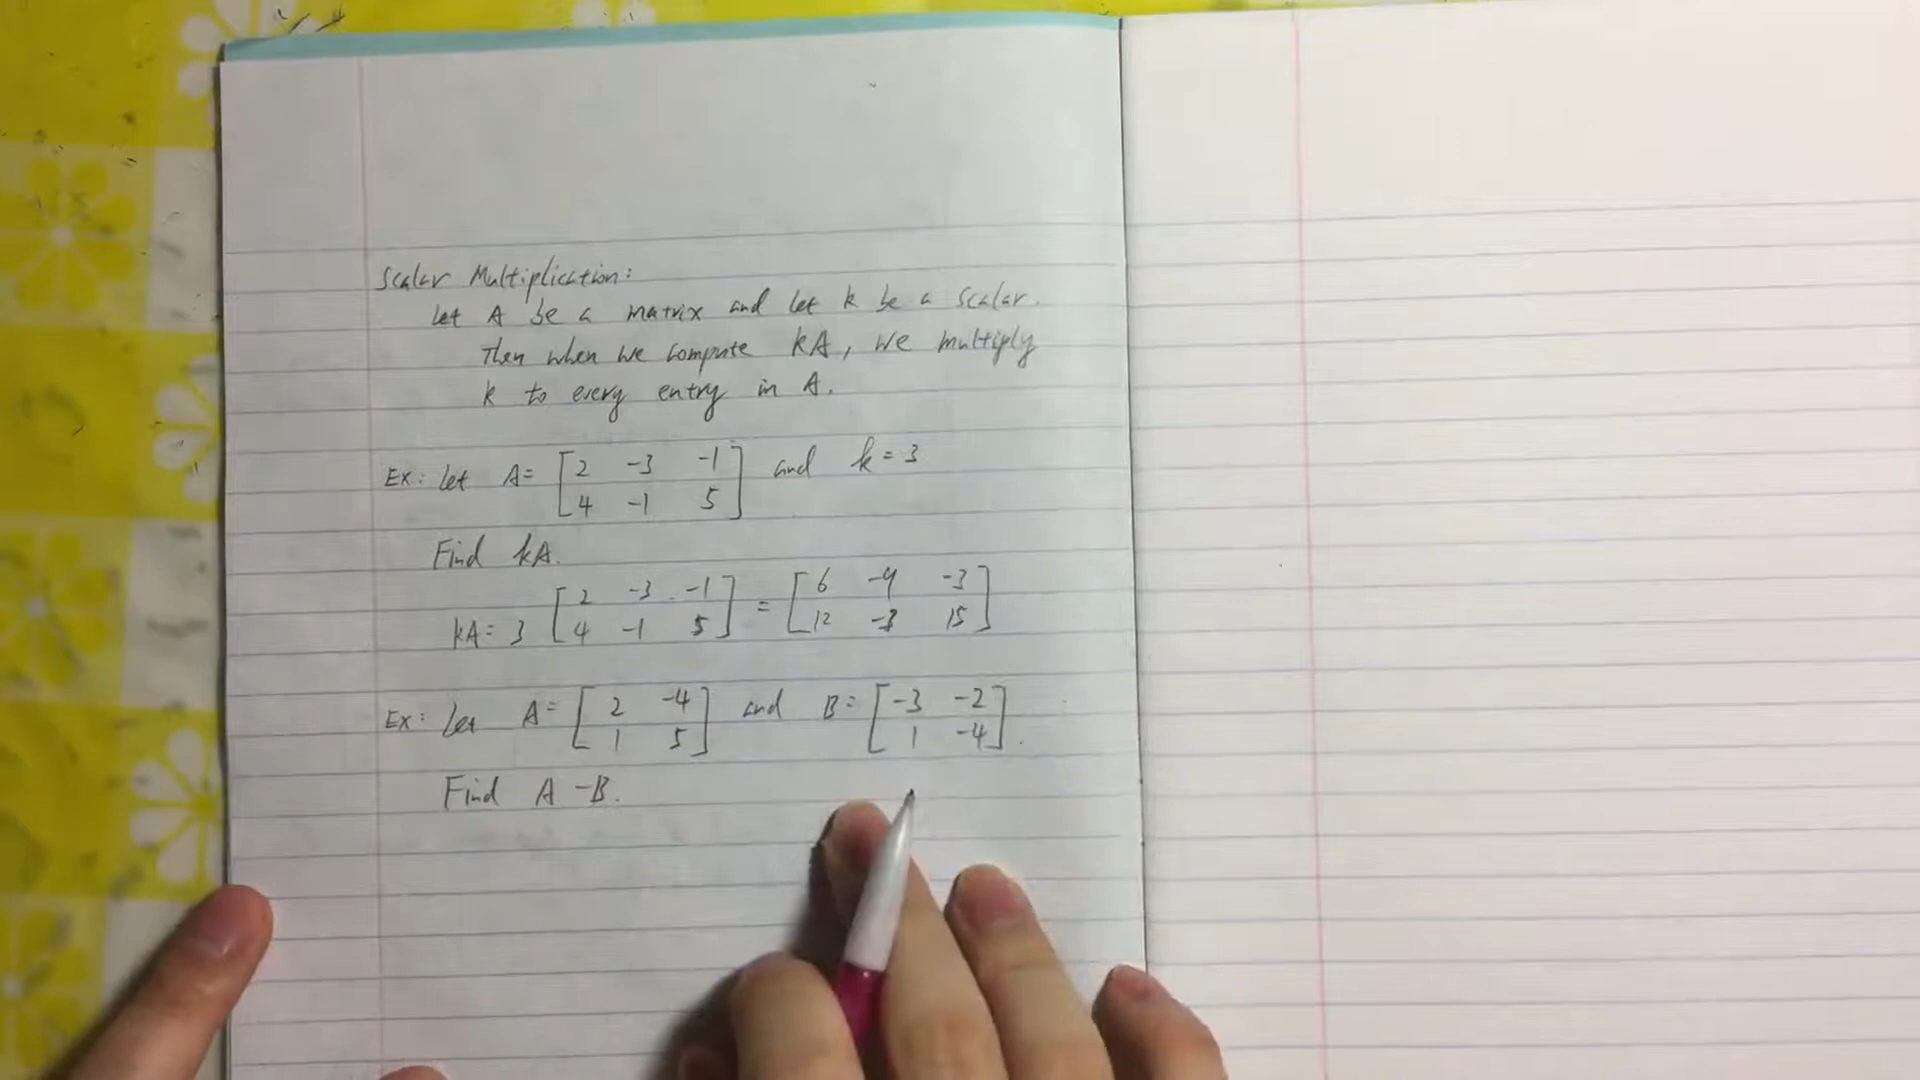 Scalar Multiplication:
Let A be a matrix and let k be a scalar.
Then when we compute kA, we multiply
k to every entry in A.
Ex: Let A = [2 -3 -1
4 -1 5] and k = 3
Find kA.
kA = 3 [2 -3 -1
4 -1 5] = [6 -9 -3
12 -3 15]
Ex: Let A = [2 -4
1 5] and B = [-3 -2
1 -4].
Find A - B.